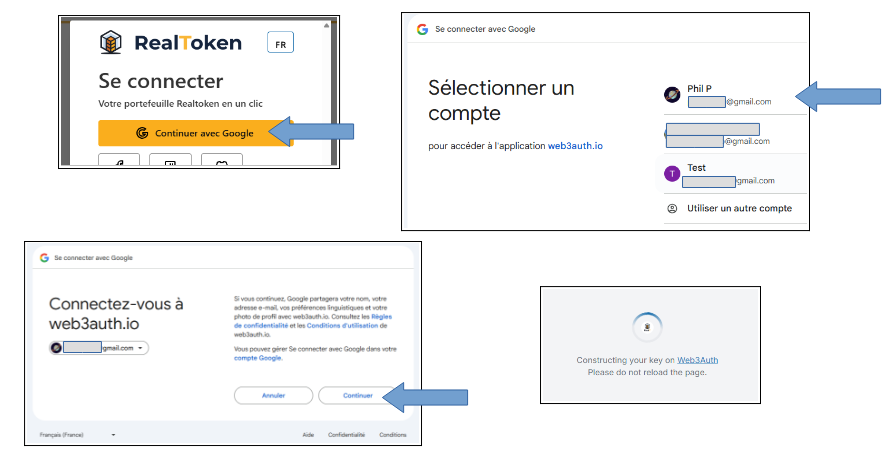 RealToken
FR
Se connecter
Votre portefeuille Realtoken en un clic
Continuer avec Google
Se connecter avec Google
Sélectionner un
compte
pour accéder à l'application web3auth.io
Phil P
@gmail.com
@gmail.com
T
Test
gmail.com
Utiliser un autre compte
Se connecter avec Google
Connectez-vous à
web3auth.io
gmail.com
Si vous continuez, Google partagera votre nom, votre
adresse e-mail, vos préférences linguistiques et votre
photo de profil avec web3auth.io. Consultez les Règles
de confidentialité et les Conditions d'utilisation de
web3auth.io.
Vous pouvez gérer Se connecter avec Google dans votre
compte Google.
Annuler
Continuer
Français (France)
Aide
Confidentialité
Conditions
Constructing your key on Web3Auth
Please do not reload the page.